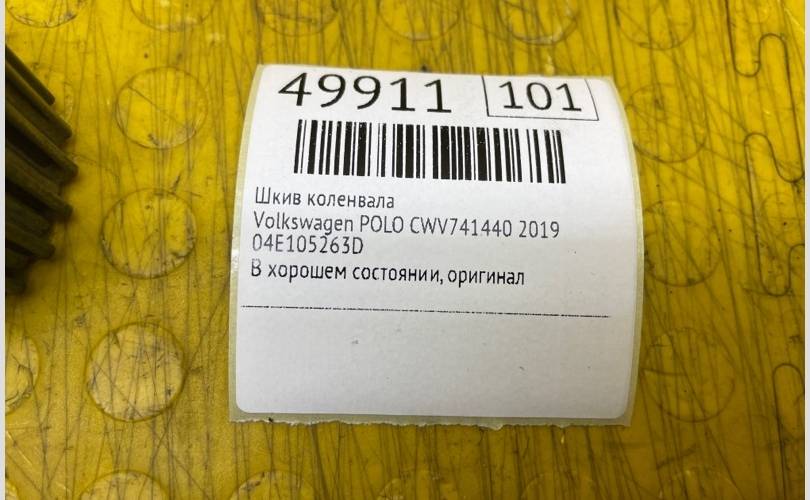 49911 101
Шкив коленвала
Volkswagen POLO CWV741440 2019
04E105263D
В хорошем состоянии, оригинал